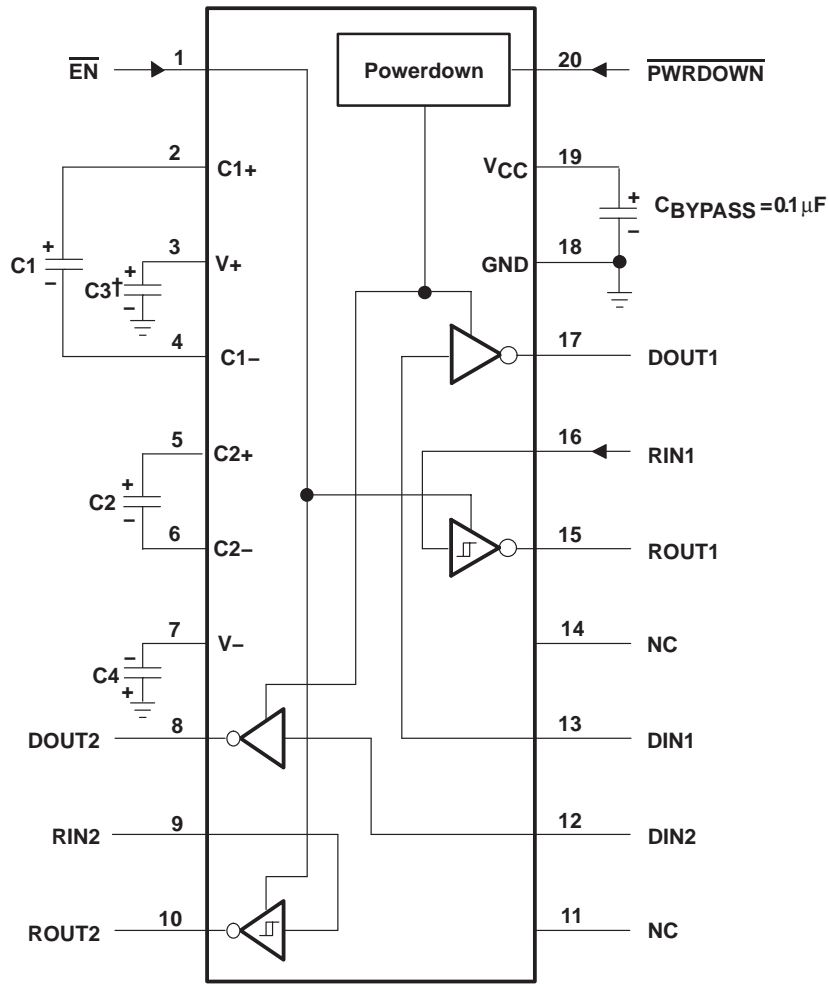 EN
1
Powerdown
20
PWRDOWN
2
C1+
VCC
19
+
CBYPASS = 0.1 μF
−
+
C1
−
3
V+
+
C3†
−
GND
18
4
C1−
17
DOUT1
5
C2+
16
RIN1
+
C2
−
6
C2−
15
ROUT1
7
V−
14
NC
−
C4
+
DOUT2
8
13
DIN1
RIN2
9
12
DIN2
ROUT2
10
11
NC